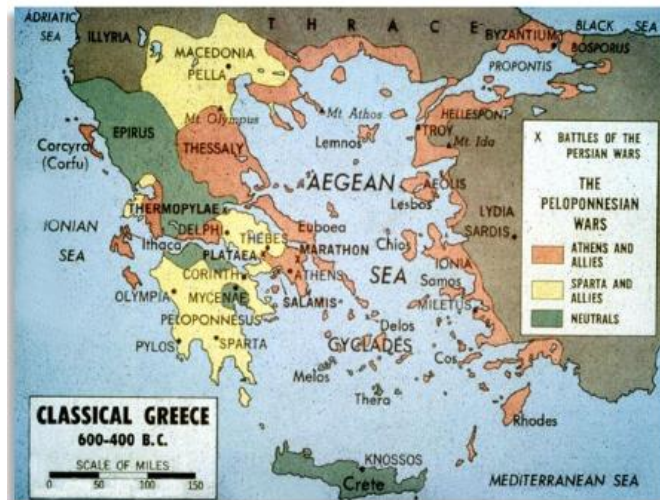 ADRIATIC
SEA
ILLYRIA
THRACE
BLACK SEA
BYZANTIUM
BOSPORUS
MACEDONIA
PELLA
PROPONTIS
Mt. Olympus
Mt. Athos
HELLESPONT
EPIRUS
Corcyra
(Corfu)
THESSALY
Lemnos
TROY
Mt. Ida
AEGEAN
SEA
AEOLIS
Lesbos
THERMOPYLAE
DELPHI
Euboea
LYDIA
SARDIS
IONIAN
SEA
Ithaca
THEBES
PLATAEA
MARATHON
Chios
IONIA
CORINTH
ATHENS
Samos
OLYMPIA
MYCENAE
SALAMIS
MILETUS
PELOPONNESUS
Delos
CYCLADES
PYLOS
SPARTA
Melos
Cos
Thera
Rhodes
KNOSSOS
Crete
MEDITERRANEAN SEA
X BATTLES OF THE
PERSIAN WARS
THE
PELOPONNESIAN
WARS
ATHENS AND
ALLIES
SPARTA AND
ALLIES
NEUTRALS
CLASSICAL GREECE
600-400 B.C.
SCALE OF MILES
0 50 100 150